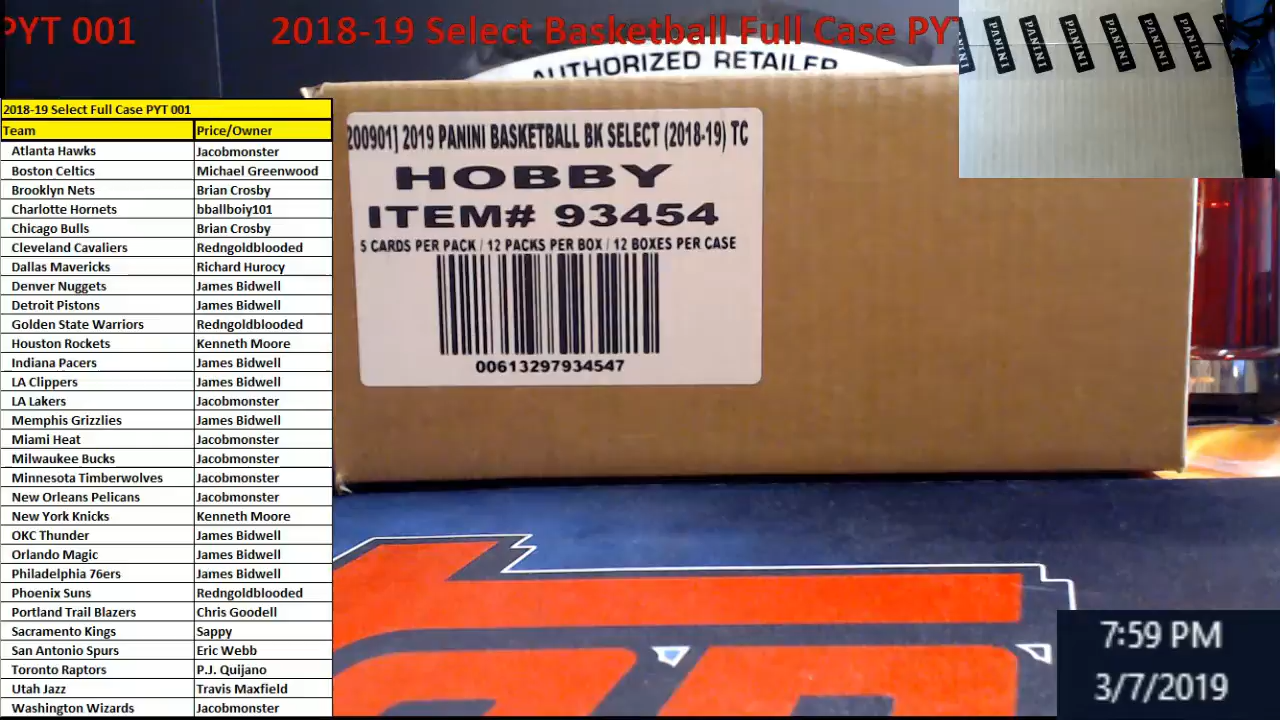 PYT 001 2018-19 Select Basketball Full Case PYT
AUTHORIZED RETAILER
PANINI PANINI PANINI PANINI PANINI PANINI
2018-19 Select Full Case PYT 001
Team Price/Owner
Atlanta Hawks Jacobmonster
Boston Celtics Michael Greenwood
Brooklyn Nets Brian Crosby
Charlotte Hornets bballboiy101
Chicago Bulls Brian Crosby
Cleveland Cavaliers Redngoldblooded
Dallas Mavericks Richard Hurocy
Denver Nuggets James Bidwell
Detroit Pistons James Bidwell
Golden State Warriors Redngoldblooded
Houston Rockets Kenneth Moore
Indiana Pacers James Bidwell
LA Clippers James Bidwell
LA Lakers Jacobmonster
Memphis Grizzlies James Bidwell
Miami Heat Jacobmonster
Milwaukee Bucks Jacobmonster
Minnesota Timberwolves Jacobmonster
New Orleans Pelicans Jacobmonster
New York Knicks Kenneth Moore
OKC Thunder James Bidwell
Orlando Magic James Bidwell
Philadelphia 76ers James Bidwell
Phoenix Suns Redngoldblooded
Portland Trail Blazers Chris Goodell
Sacramento Kings Sappy
San Antonio Spurs Eric Webb
Toronto Raptors P.J. Quijano
Utah Jazz Travis Maxfield
Washington Wizards Jacobmonster
200901] 2019 PANINI BASKETBALL BK SELECT (2018-19) TC
HOBBY
ITEM# 93454
5 CARDS PER PACK / 12 PACKS PER BOX / 12 BOXES PER CASE
00613297934547
7:59 PM
3/7/2019